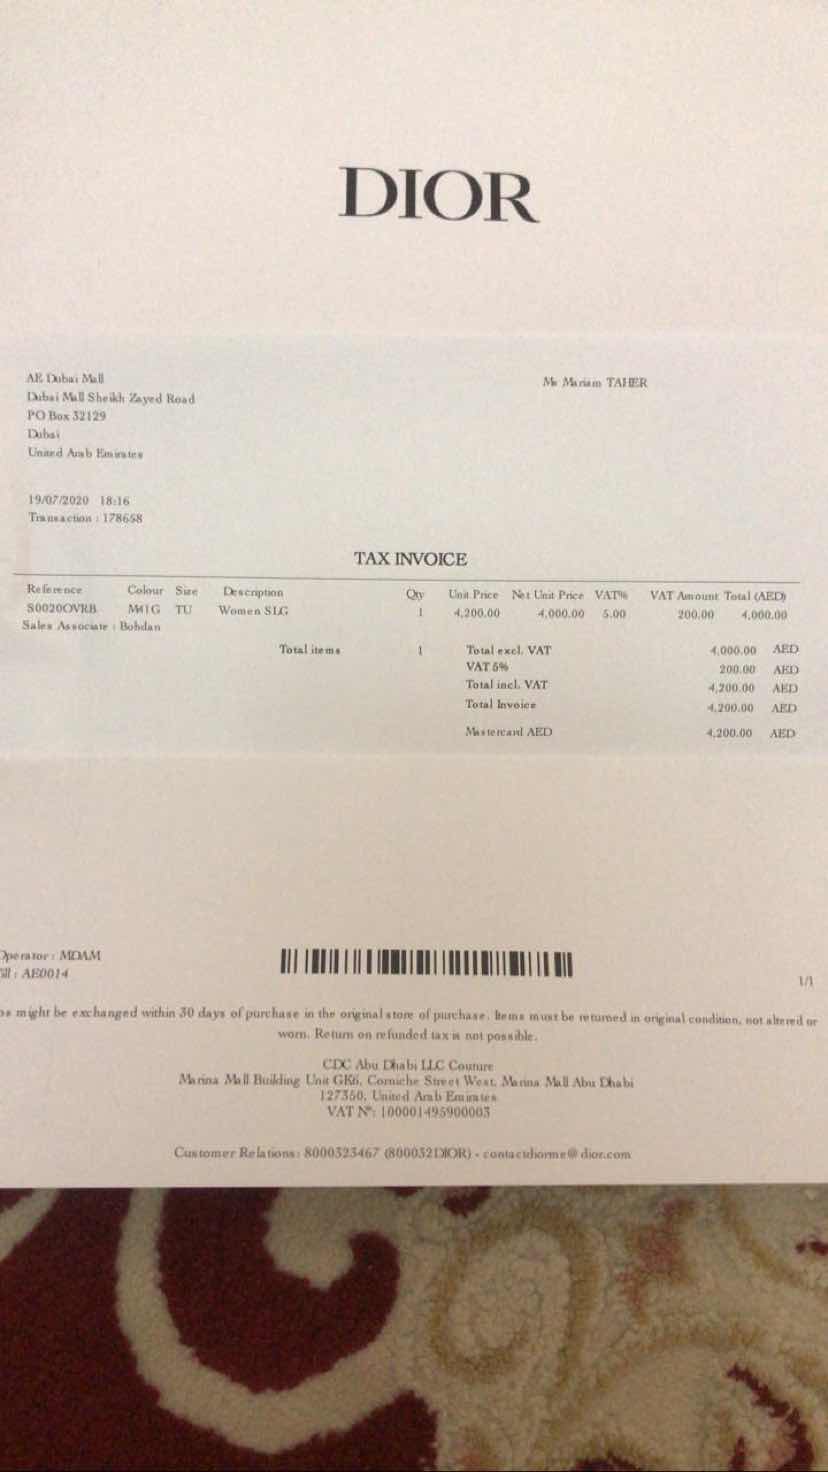 DIOR
AE Dubai Mall
Dubai Mall Sheikh Zayed Road
PO Box 32129
Dubai
United Arab Emirates
Ms Mariam TAHER
19/07/2020 18:16
Transaction : 178658
TAX INVOICE
Reference Colour Size Description Qty Unit Price Net Unit Price VAT% VAT Amount Total (AED)
S0020OVRB M41G TU Women SLG 1 4,200.00 4,000.00 5.00 200.00 4,000.00
Sales Associate : Bohdan
Total items 1 Total excl. VAT 4,000.00 AED
VAT 5% 200.00 AED
Total incl. VAT 4,200.00 AED
Total Invoice 4,200.00 AED
Mastercard AED 4,200.00 AED
Operator : MDAM
ill : AE0014
1/1
ns might be exchanged within 30 days of purchase in the original store of purchase. Items must be returned in original condition, not altered or
worn. Return on refunded tax is not possible.
CDC Abu Dhabi LLC Couture
Marina Mall Building Unit GK6, Corniche Street West, Marina Mall Abu Dhabi
127350, United Arab Emirates
VAT N°: 100001495900003
Customer Relations: 8000323467 (800032DIOR) - contactdiorme@dior.com